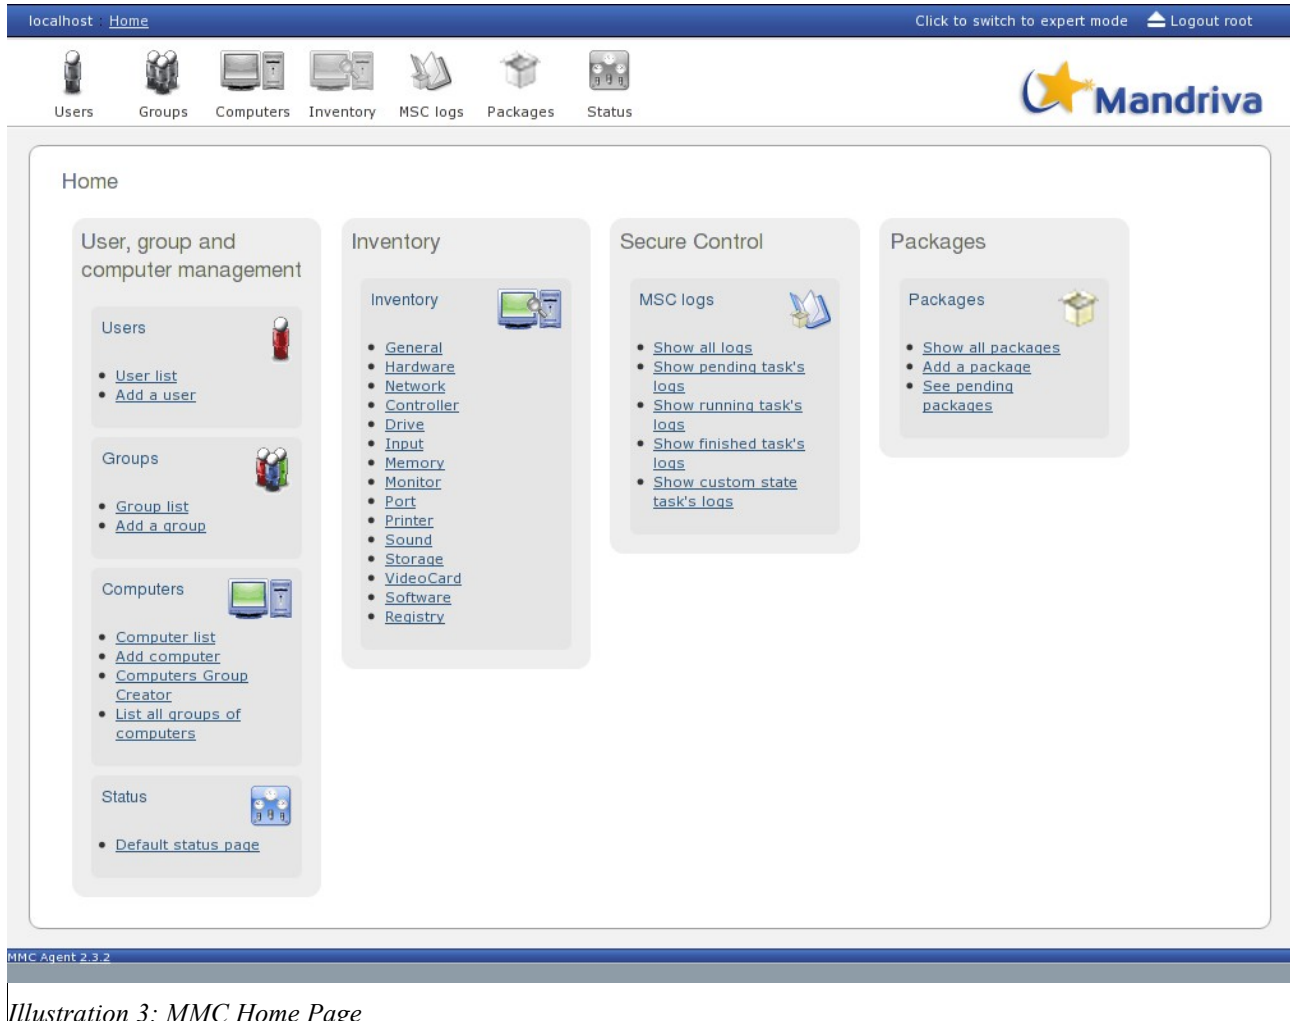 localhost : Home
Click to switch to expert mode
Logout root
Users
Groups
Computers
Inventory
MSC logs
Packages
Status
Mandriva
Home
User, group and
computer management
Users
User list
Add a user
Groups
Group list
Add a group
Computers
Computer list
Add computer
Computers Group
Creator
List all groups of
computers
Status
Default status page
Inventory
Inventory
General
Hardware
Network
Controller
Drive
Input
Memory
Monitor
Port
Printer
Sound
Storage
VideoCard
Software
Registry
Secure Control
MSC logs
Show all logs
Show pending task's
logs
Show running task's
logs
Show finished task's
logs
Show custom state
task's logs
Packages
Packages
Show all packages
Add a package
See pending
packages
MMC Agent 2.3.2
Illustration 3: MMC Home Page